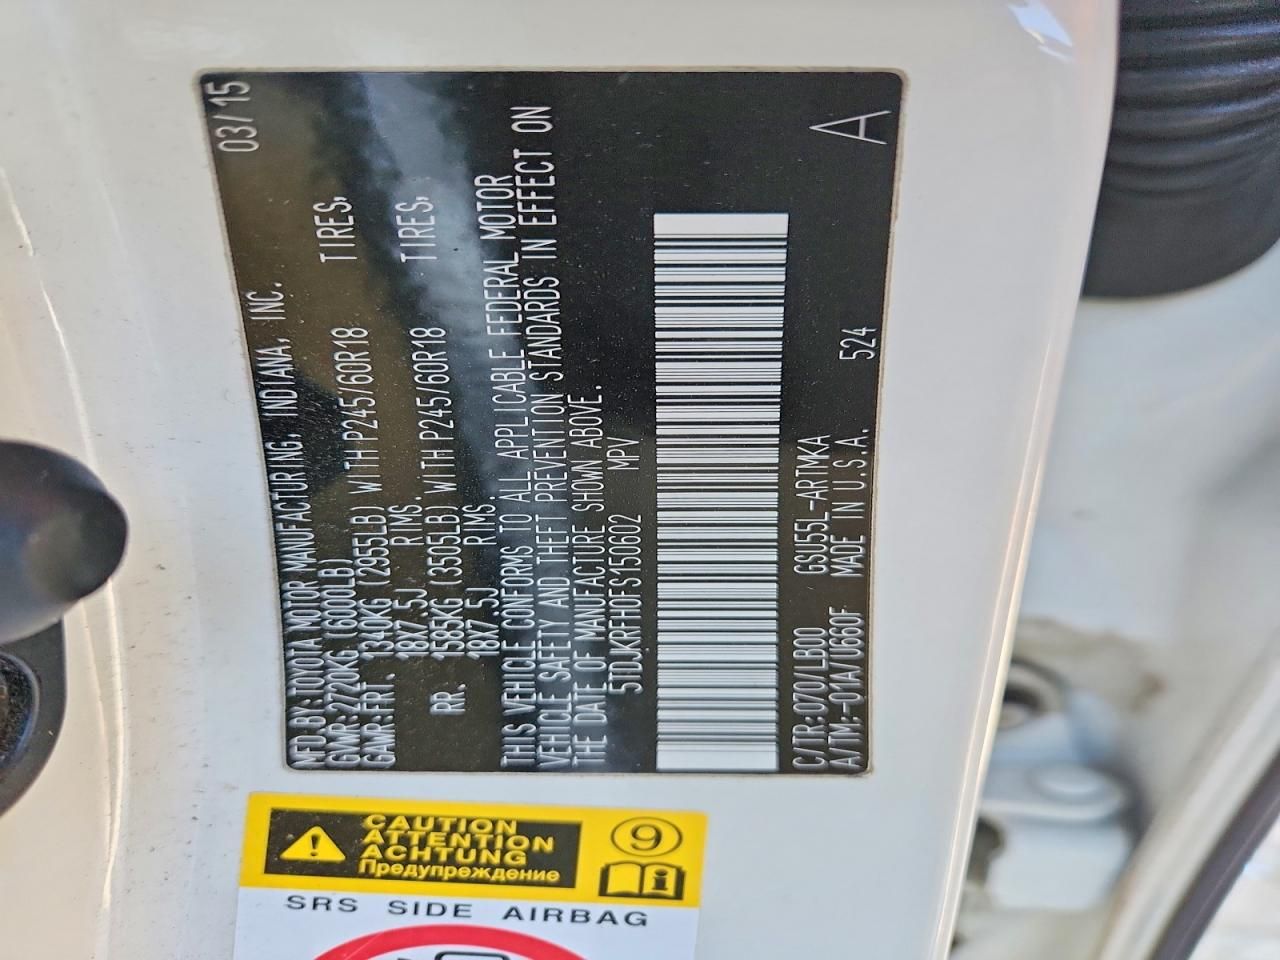 MFD.BY:TOYOTA MOTOR MANUFACTURING, INDIANA, INC. 03/15
GVWR:2720KG (6000LB)
GAWR:FRT. 1340KG (2955LB) WITH P245/60R18 TIRES,
18X7.5J RIMS.
RR. 1585KG (3505LB) WITH P245/60R18 TIRES,
18X7.5J RIMS.
THIS VEHICLE CONFORMS TO ALL APPLICABLE FEDERAL MOTOR
VEHICLE SAFETY AND THEFT PREVENTION STANDARDS IN EFFECT ON
THE DATE OF MANUFACTURE SHOWN ABOVE.
5TDJKRFH0FS150602 MPV
C/TR:070/LB00 GSU55L-ARTMKA
A/TM:-01A/U660F MADE IN U.S.A. 524
A
CAUTION
ATTENTION
ACHTUNG
Предупреждение
9
i
SRS SIDE AIRBAG